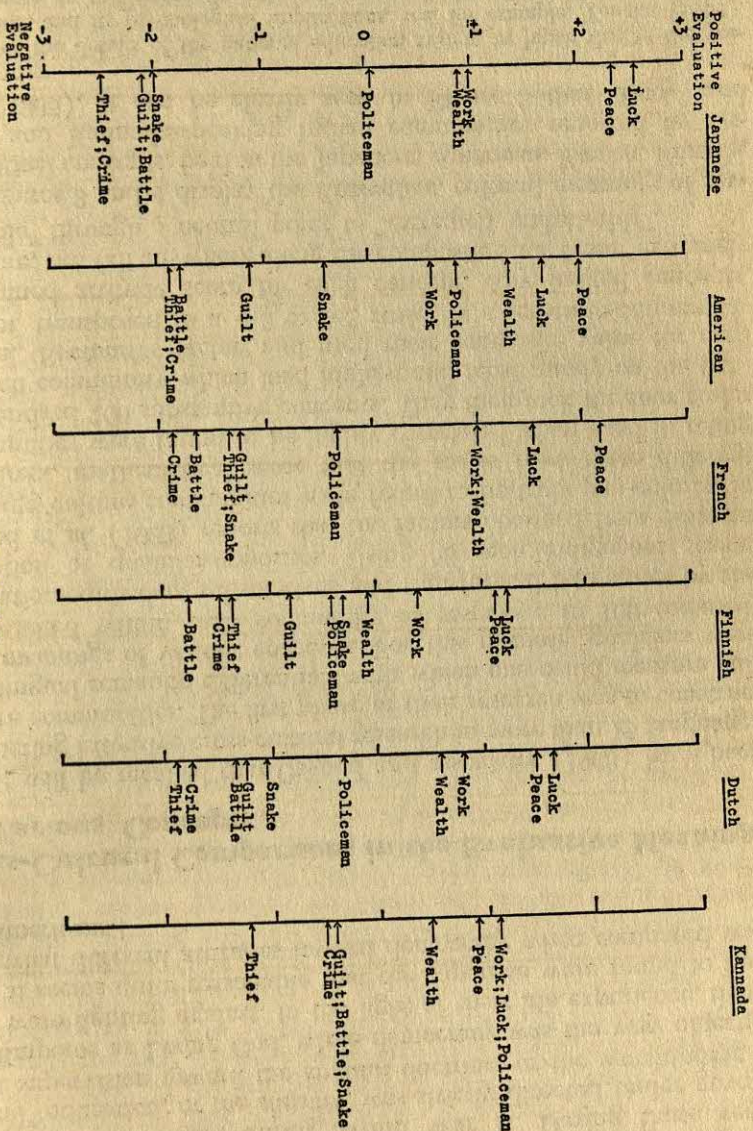 Positive Evaluation
+3
+2
+1
0
-1
-2
-3
Negative Evaluation
Japanese
Luck
Peace
Work
Wealth
Policeman
Snake
Guilt;Battle
Thief;Crime
American
Peace
Luck
Wealth
Policeman
Work
Snake
Guilt
Battle
Thief;Crime
French
Peace
Luck
Work;Wealth
Policeman
Guilt
Thief;Snake
Battle
Crime
Finnish
Luck
Peace
Work
Wealth
Snake
Policeman
Guilt
Thief
Crime
Battle
Dutch
Luck
Peace
Work
Wealth
Policeman
Snake
Guilt
Battle
Crime
Thief
Kannada
Work;Luck;Policeman
Peace
Wealth
Guilt;Battle;Snake
Crime
Thief